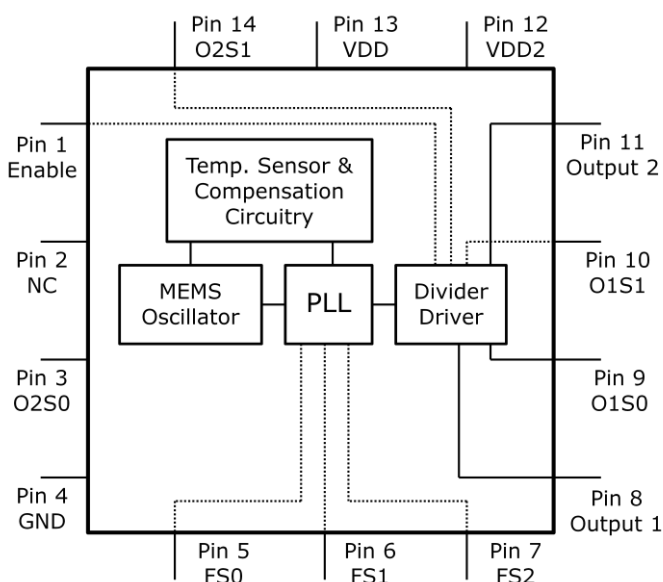 Pin 14
O2S1
Pin 13
VDD
Pin 12
VDD2
Pin 1
Enable
Pin 11
Output 2
Temp. Sensor &
Compensation
Circuitry
Pin 2
NC
Pin 10
O1S1
MEMS
Oscillator
PLL
Divider
Driver
Pin 3
O2S0
Pin 9
O1S0
Pin 4
GND
Pin 8
Output 1
Pin 5
FS0
Pin 6
FS1
Pin 7
FS2